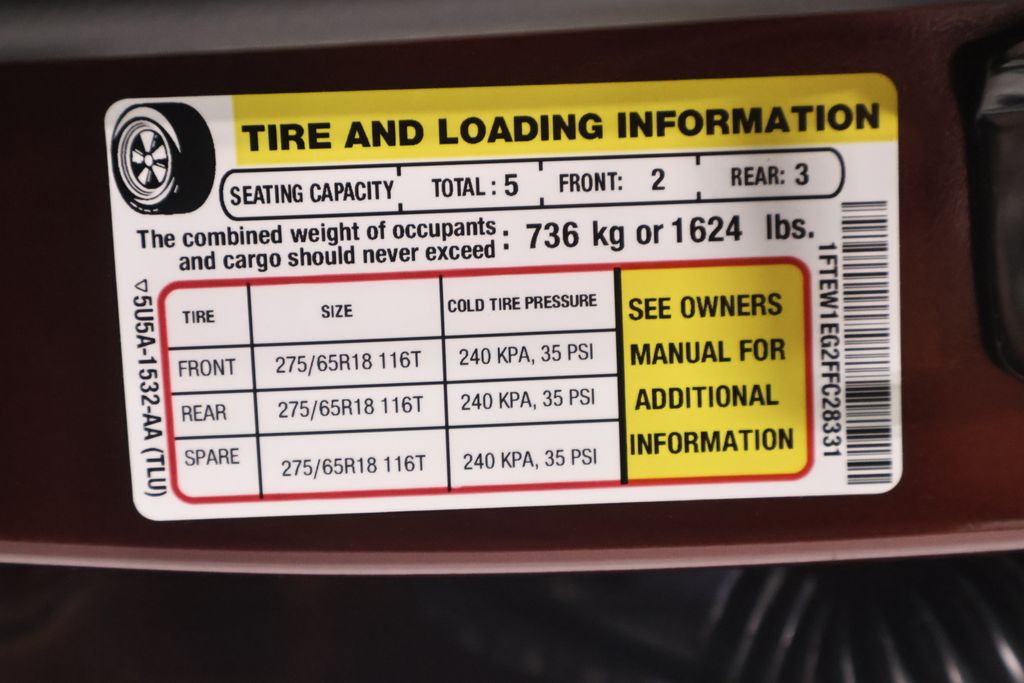 TIRE AND LOADING INFORMATION
SEATING CAPACITY TOTAL : 5 FRONT: 2 REAR: 3
The combined weight of occupants
and cargo should never exceed : 736 kg or 1624 lbs.
TIRE SIZE COLD TIRE PRESSURE
FRONT 275/65R18 116T 240 KPA, 35 PSI
REAR 275/65R18 116T 240 KPA, 35 PSI
SPARE 275/65R18 116T 240 KPA, 35 PSI
SEE OWNERS
MANUAL FOR
ADDITIONAL
INFORMATION
▽5U5A-1532-AA (TLU)
1FTEW1EG2FFC28331